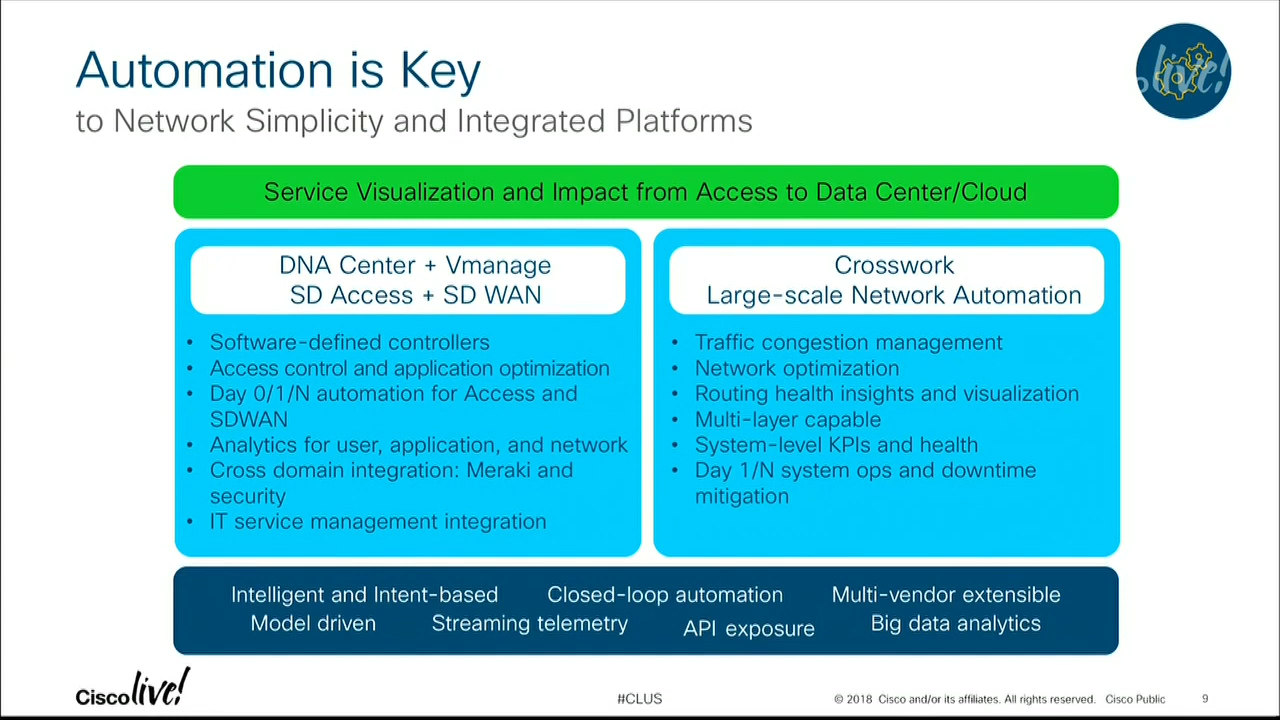 Automation is Key
to Network Simplicity and Integrated Platforms
live!
Service Visualization and Impact from Access to Data Center/Cloud
DNA Center + Vmanage
SD Access + SD WAN
• Software-defined controllers
• Access control and application optimization
• Day 0/1/N automation for Access and
SDWAN
• Analytics for user, application, and network
• Cross domain integration: Meraki and
security
• IT service management integration
Crosswork
Large-scale Network Automation
• Traffic congestion management
• Network optimization
• Routing health insights and visualization
• Multi-layer capable
• System-level KPIs and health
• Day 1/N system ops and downtime
mitigation
Intelligent and Intent-based Closed-loop automation Multi-vendor extensible
Model driven Streaming telemetry API exposure Big data analytics
Cisco live!
#CLUS
© 2018 Cisco and/or its affiliates. All rights reserved. Cisco Public
9